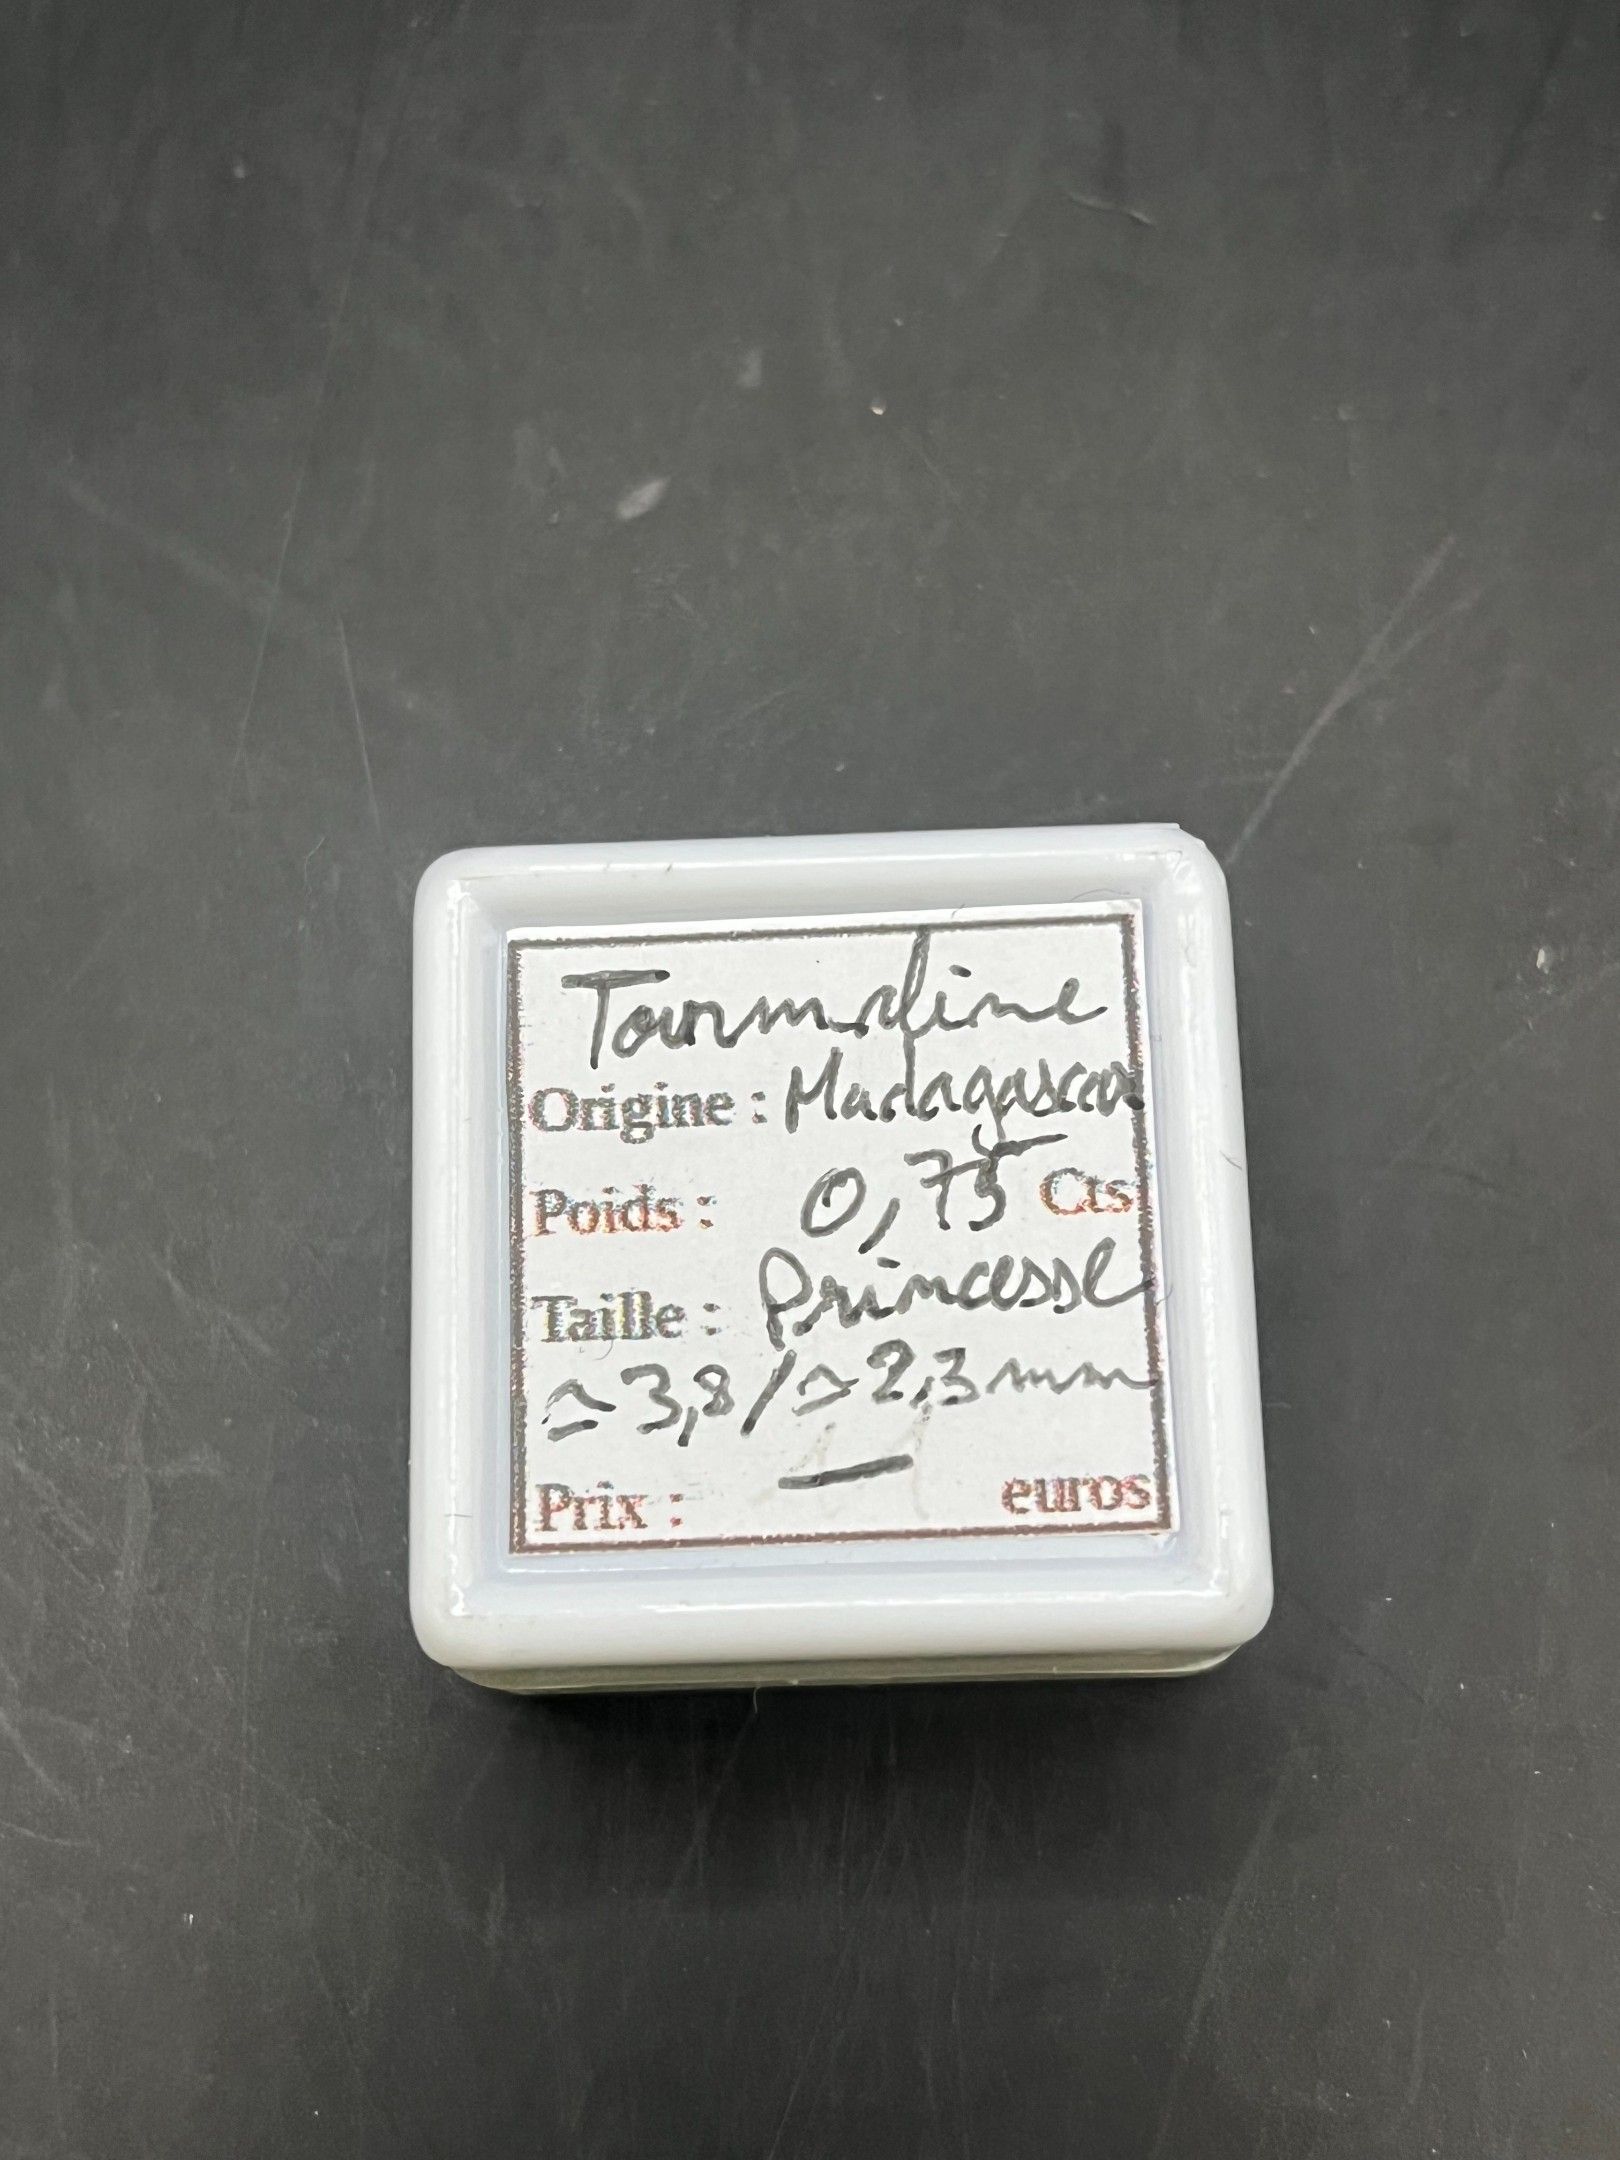 Tourmaline
Origine : Madagascar
Poids : 0,75 Cts
Taille : Princesse
≃ 3,8 / ≃ 2,3 mm
Prix : — euros